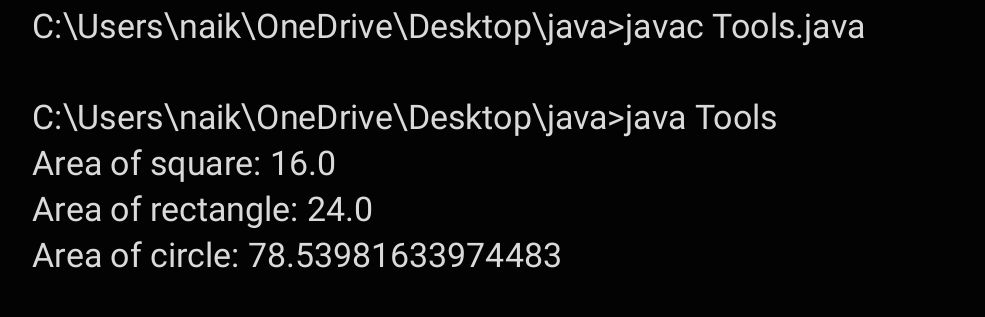 C:\Users\naik\OneDrive\Desktop\java>javac Tools.java
C:\Users\naik\OneDrive\Desktop\java>java Tools
Area of square: 16.0
Area of rectangle: 24.0
Area of circle: 78.53981633974483